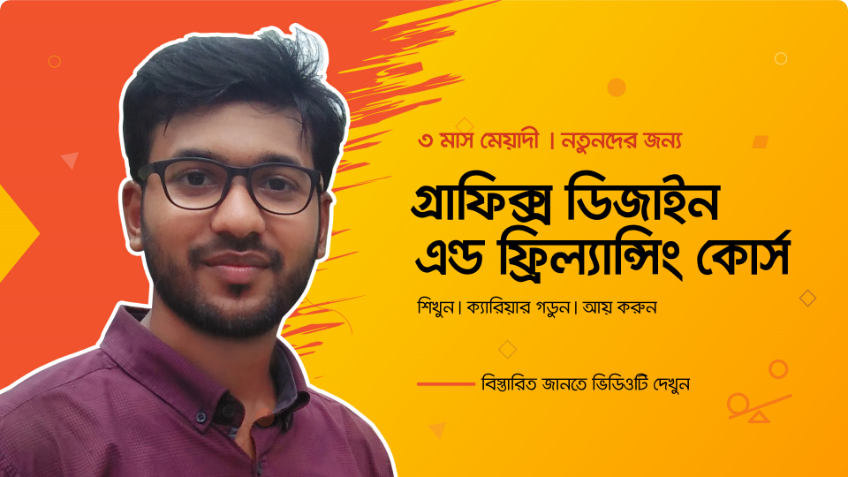 ৩ মাস মেয়াদী | নতুনদের জন্য
গ্রাফিক্স ডিজাইন
এন্ড ফ্রিল্যান্সিং কোর্স
শিখুন| ক্যারিয়ার গড়ুন| আয় করুন
বিস্তারিত জানতে ভিডিওটি দেখুন